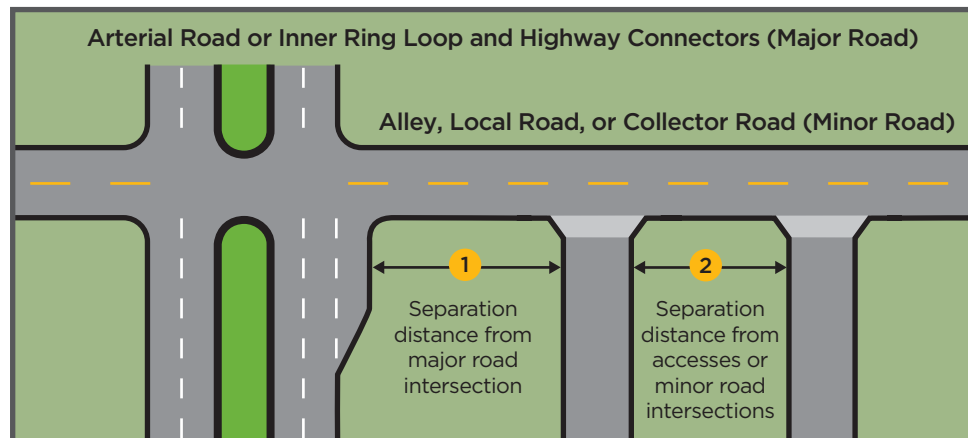 Arterial Road or Inner Ring Loop and Highway Connectors (Major Road)
Alley, Local Road, or Collector Road (Minor Road)
1
Separation
distance from
major road
intersection
2
Separation
distance from
accesses or
minor road
intersections